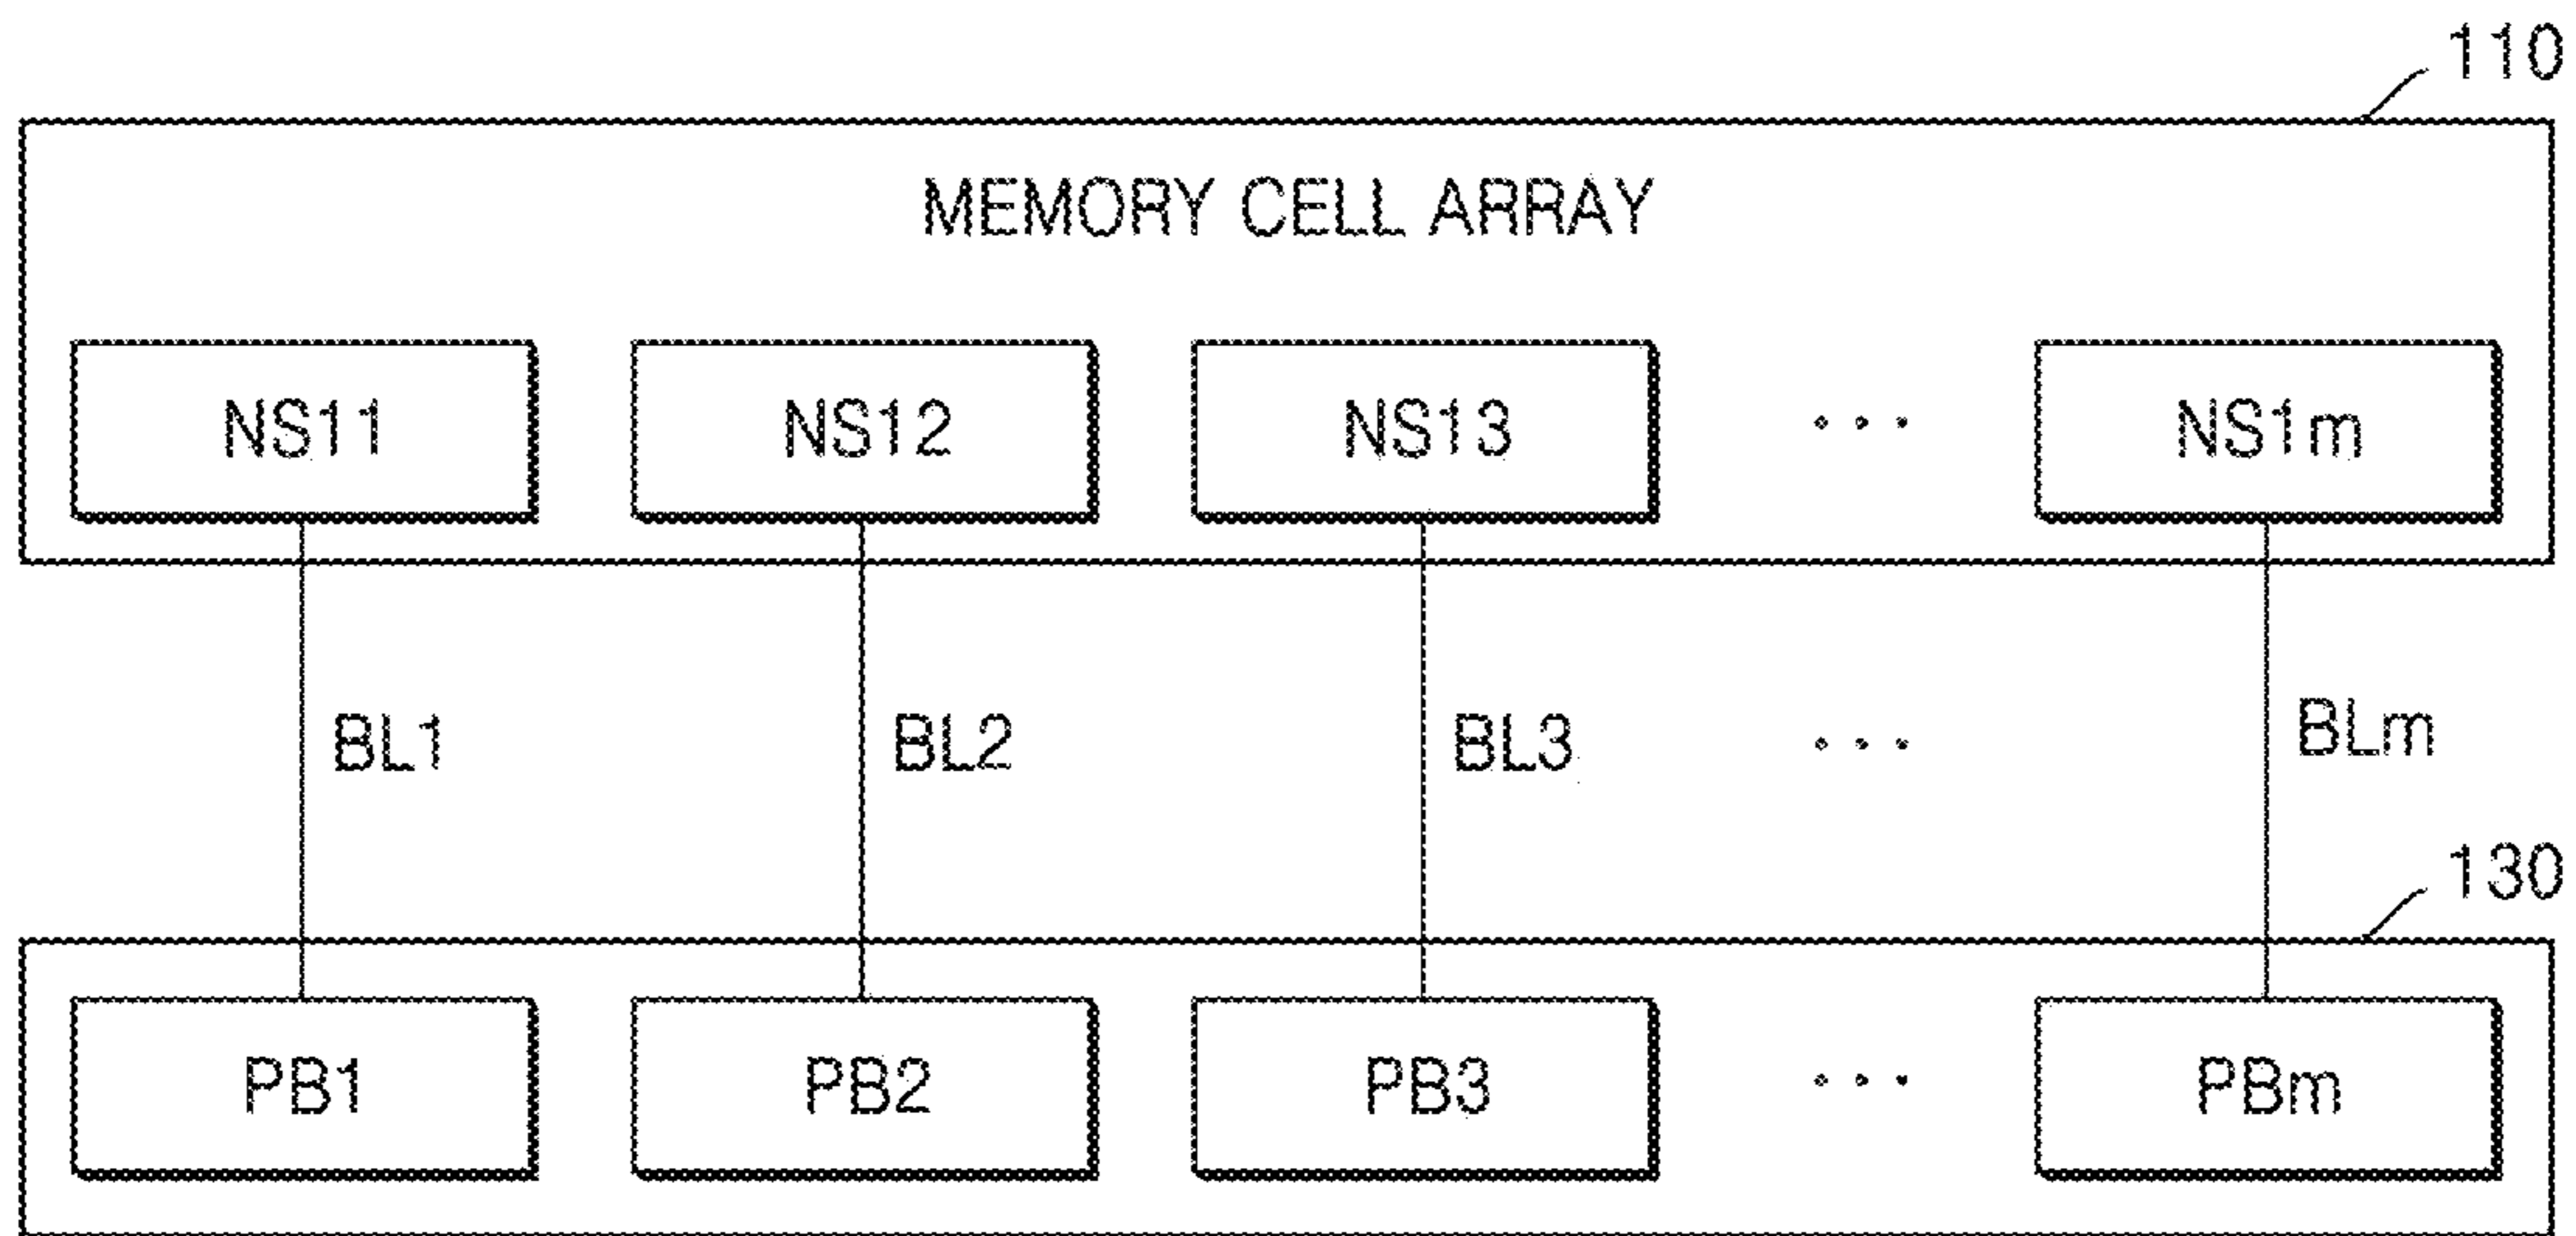 110
MEMORY CELL ARRAY
NS11 NS12 NS13 ... NS1m
BL1 BL2 BL3 ... BLm
130
PB1 PB2 PB3 ... PBm